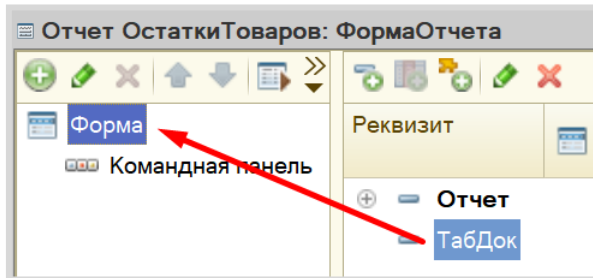 Отчет ОстаткиТоваров: ФормаОтчета
Форма
Командная панель
Реквизит
Отчет
ТабДок